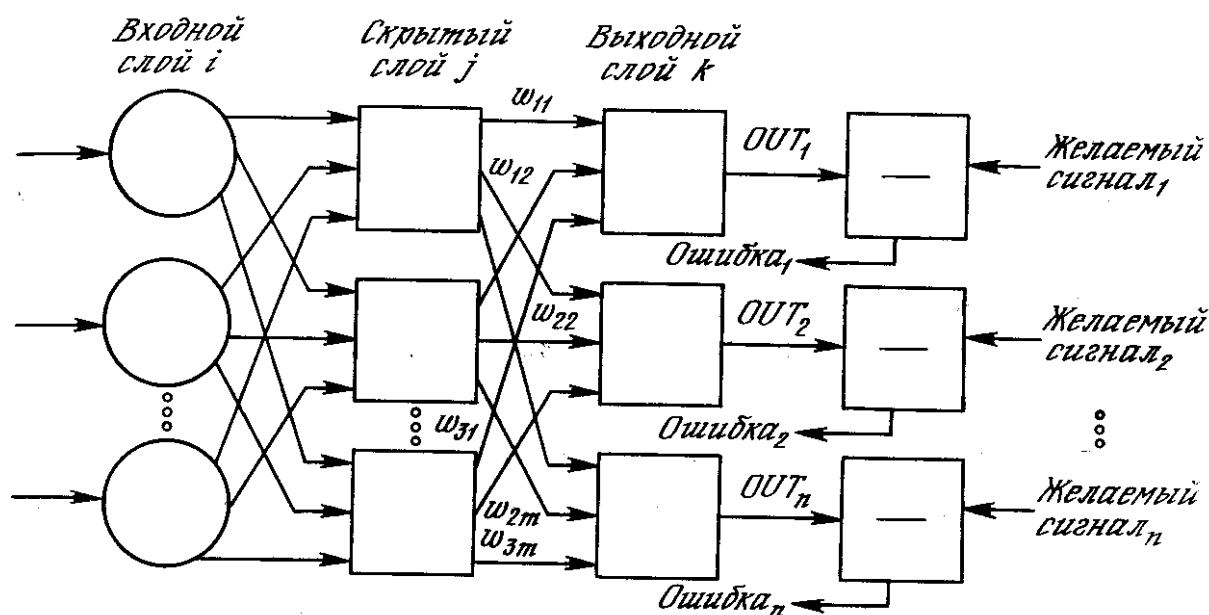 Входной
слой i
Скрытый
слой j
Выходной
слой k
w₁₁
OUT₁
Желаемый
сигнал₁
w₁₂
Ошибка₁
w₂₂
OUT₂
Желаемый
сигнал₂
w₃₁
Ошибка₂
w₂ₘ
OUTₙ
Желаемый
сигналₙ
w₃ₘ
Ошибкаₙ